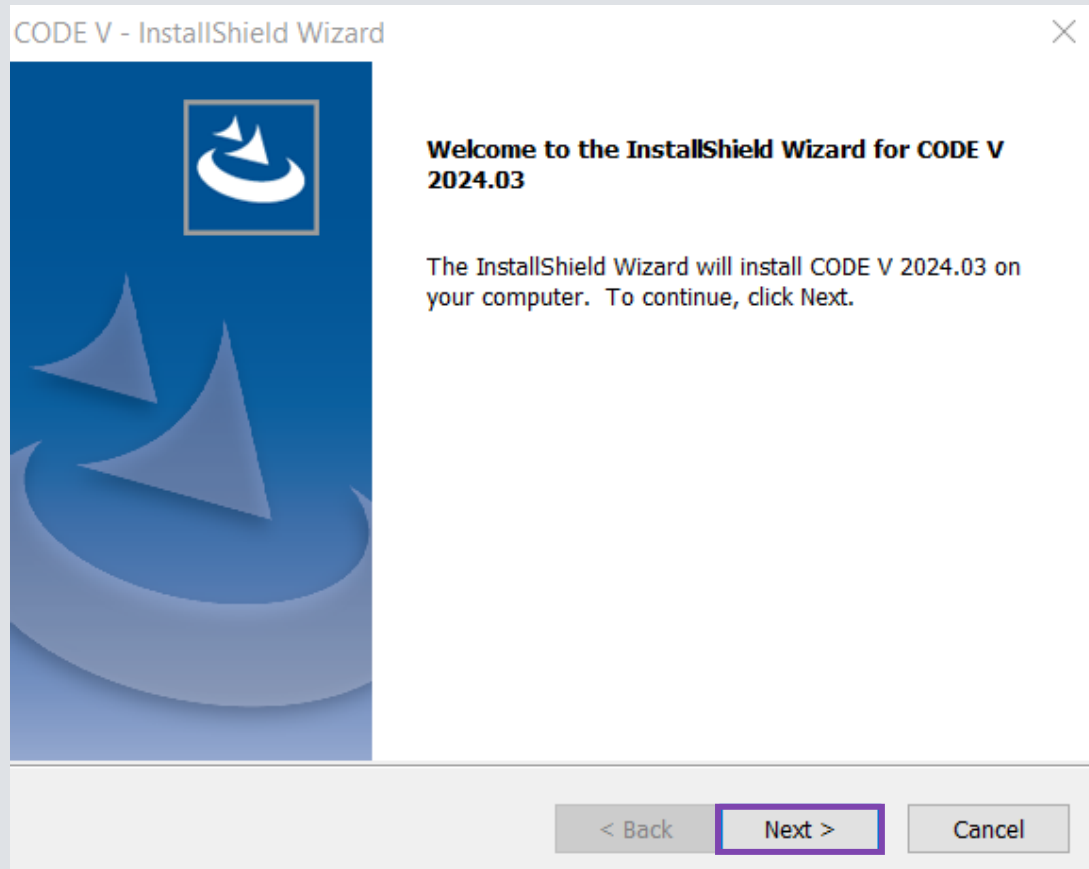 CODE V - InstallShield Wizard
Welcome to the InstallShield Wizard for CODE V
2024.03
The InstallShield Wizard will install CODE V 2024.03 on
your computer.  To continue, click Next.
< Back
Next >
Cancel